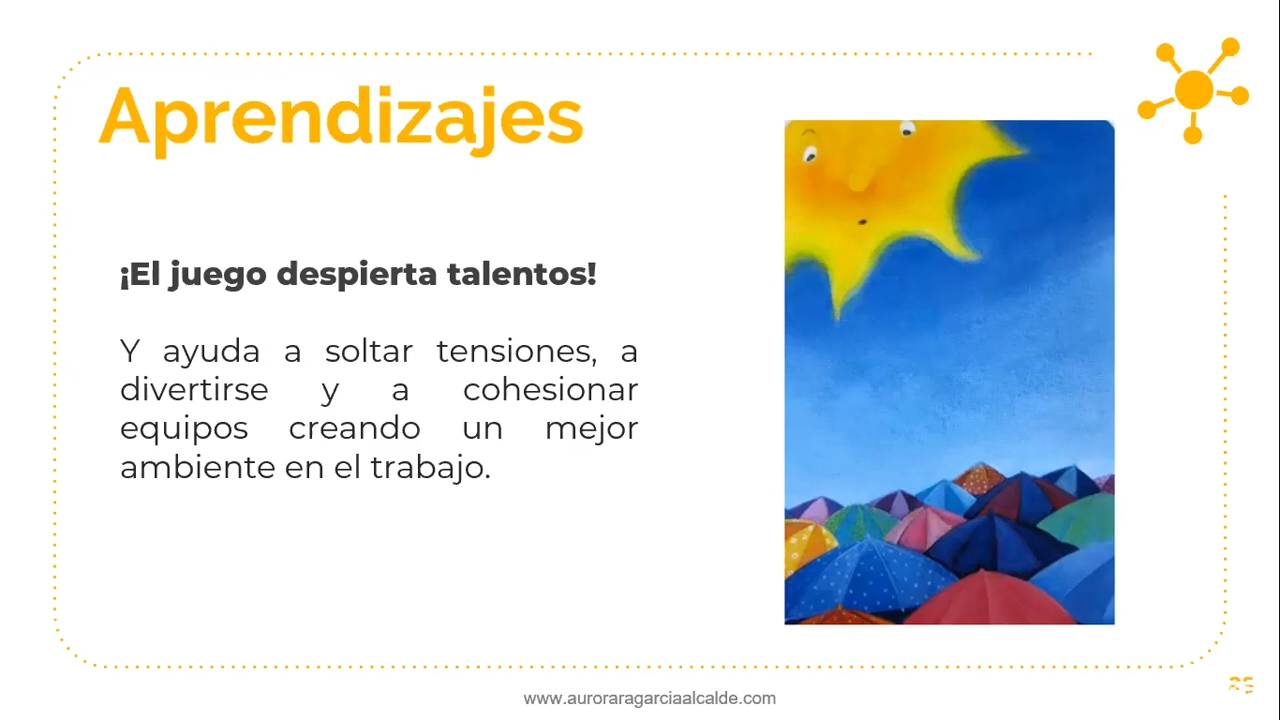 Aprendizajes
¡El juego despierta talentos!
Y ayuda a soltar tensiones, a
divertirse y a cohesionar
equipos creando un mejor
ambiente en el trabajo.
www.auroraragarciaalcalde.com